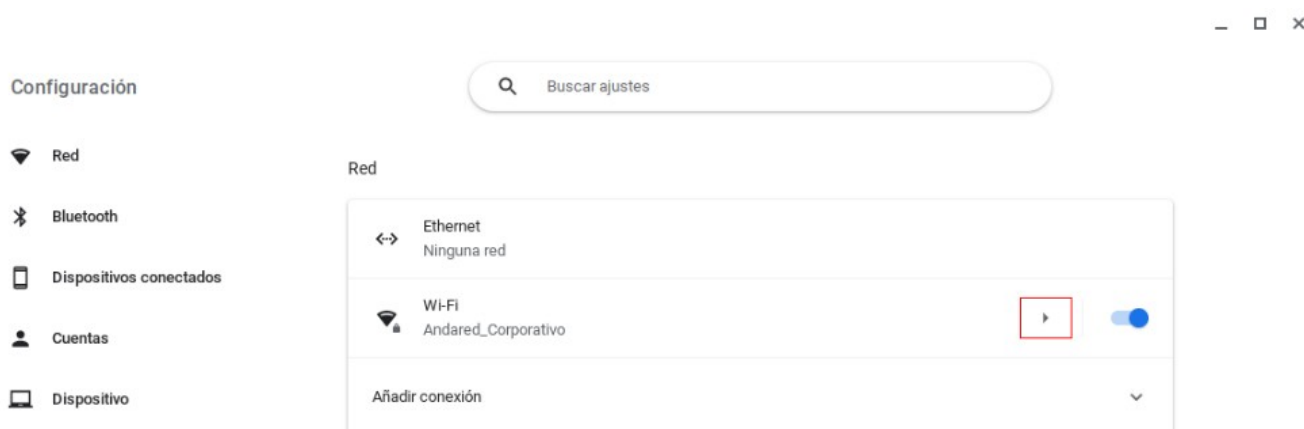 Configuración
Buscar ajustes
Red
Bluetooth
Dispositivos conectados
Cuentas
Dispositivo
Red
Ethernet
Ninguna red
Wi-Fi
Andared_Corporativo
Añadir conexión